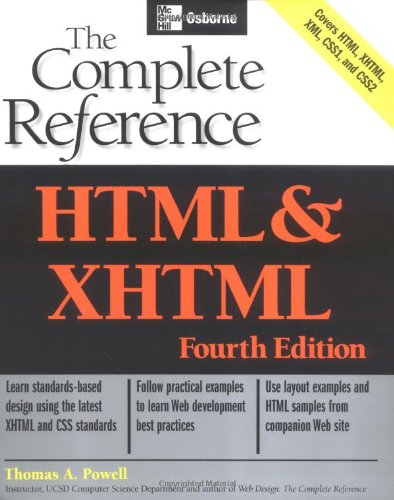 Mc
Graw
Hill
Osborne
Covers HTML, XHTML,
XML, CSS1, and CSS2
The
Complete
Reference
HTML &
XHTML
Fourth Edition
Learn standards-based
design using the latest
XHTML and CSS standards
Follow practical examples
to learn Web development
best practices
Use layout examples and
HTML samples from
companion Web site
Thomas A. Powell
Instructor, UCSD Computer Science Department and author of Web Design: The Complete Reference
Copyrighted Material